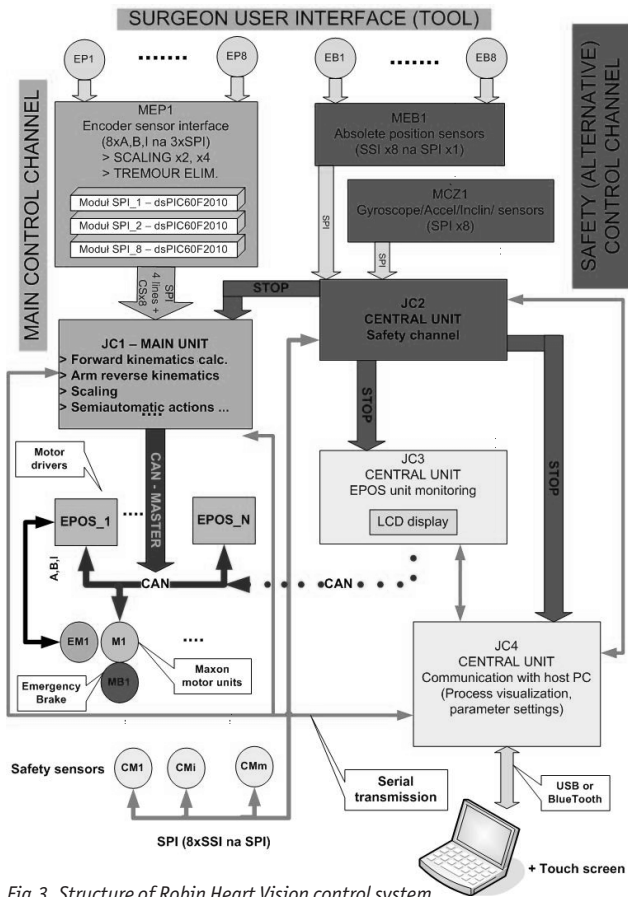 SURGEON USER INTERFACE (TOOL)
MAIN CONTROL CHANNEL
SAFETY (ALTERNATIVE)
CONTROL CHANNEL
EP1
........
EP8
EB1
........
EB8
MEP1
Encoder sensor interface
(8xA,B,I na 3xSPI)
> SCALING x2, x4
> TREMOUR ELIM.
Moduł SPI_1 – dsPIC60F2010
Moduł SPI_2 – dsPIC60F2010
Moduł SPI_8 – dsPIC60F2010
MEB1
Absolute position sensors
(SSI x8 na SPI x1)
MCZ1
Gyroscope/Accel/Inclin/ sensors
(SPI x8)
SPI
SPI
SPI
4 lines +
CSx8
STOP
JC2
CENTRAL UNIT
Safety channel
JC1 – MAIN UNIT
> Forward kinematics calc.
> Arm reverse kinematics
> Scaling
> Semiautomatic actions ...
....
STOP
STOP
Motor
drivers
CAN - MASTER
JC3
CENTRAL UNIT
EPOS unit monitoring
LCD display
EPOS_1
....
EPOS_N
A,B,I
CAN
CAN
EM1
M1
....
MB1
Emergency
Brake
Maxon
motor units
JC4
CENTRAL UNIT
Communication with host PC
(Process visualization,
parameter settings)
Safety sensors
CM1
CMi
CMm
Serial
transmission
USB or
BlueTooth
SPI (8xSSI na SPI)
+ Touch screen
Fig. 3. Structure of Robin Heart Vision control system